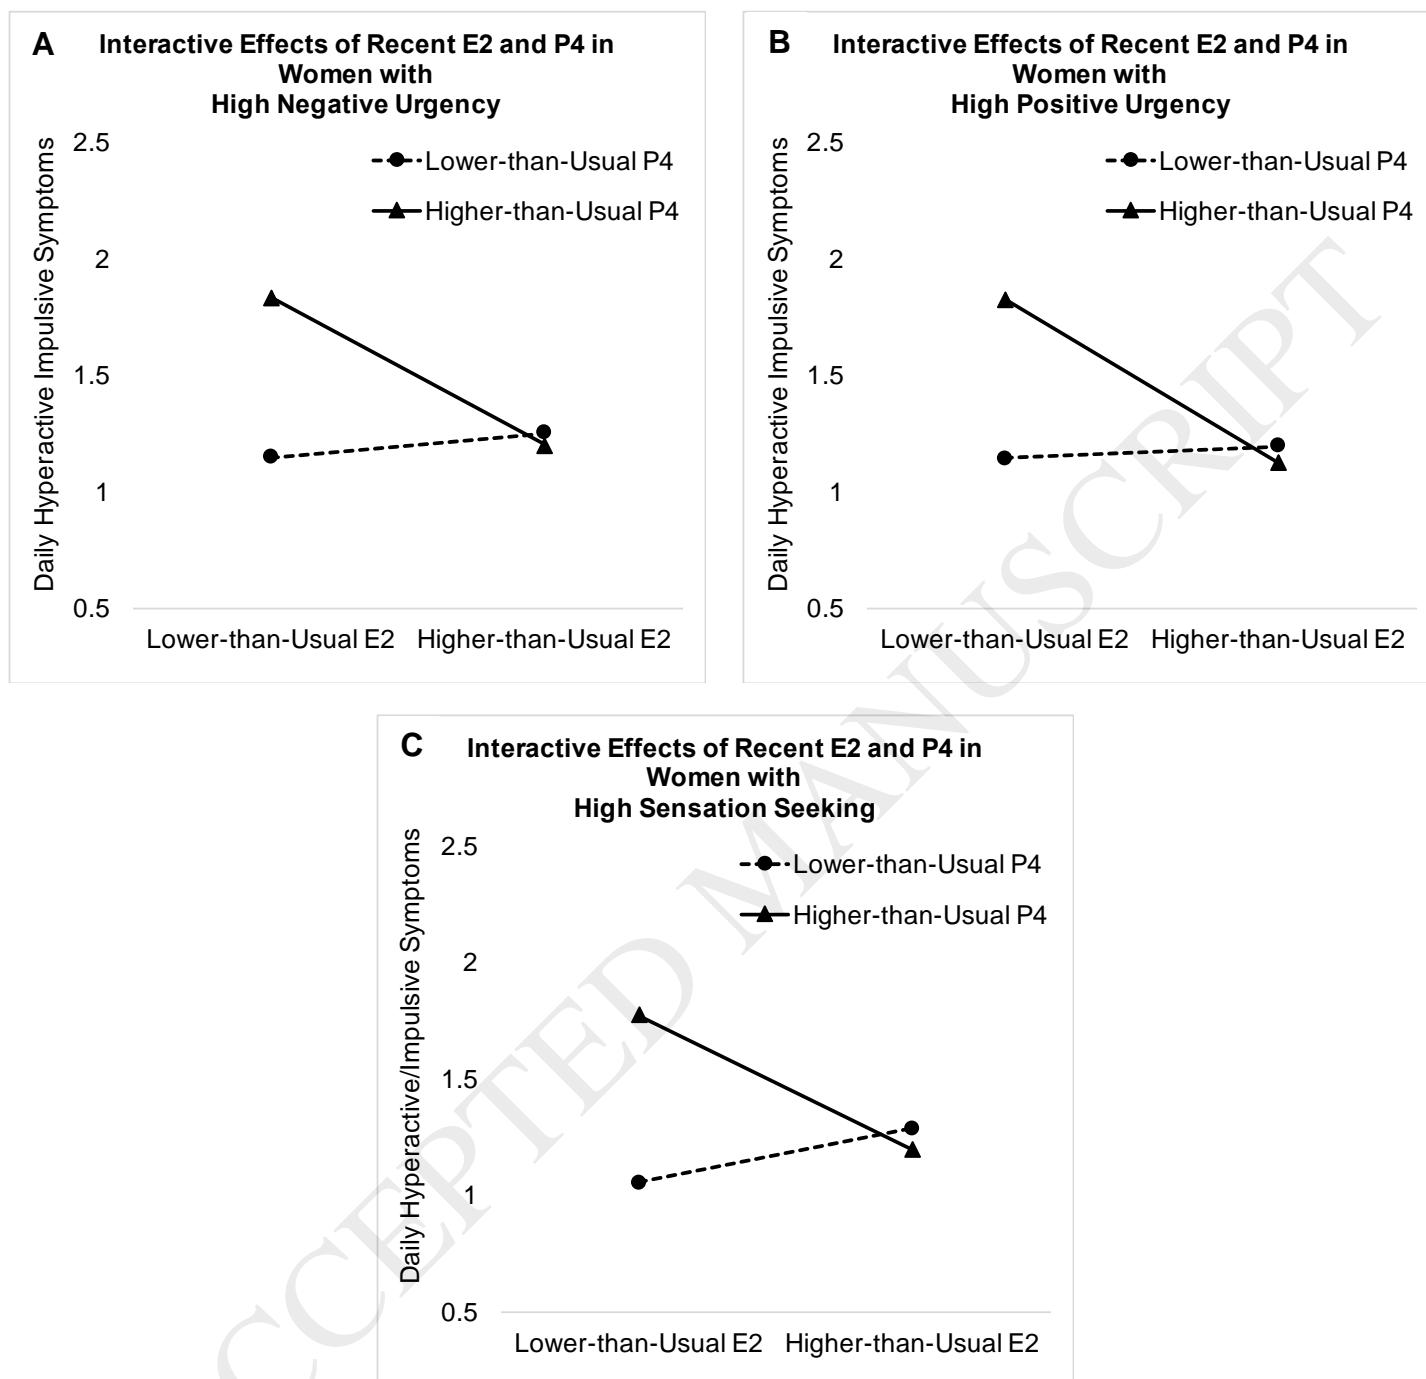 A
Interactive Effects of Recent E2 and P4 in
Women with
High Negative Urgency
Daily Hyperactive Impulsive Symptoms
2.5
2
1.5
1
0.5
Lower-than-Usual P4
Higher-than-Usual P4
Lower-than-Usual E2
Higher-than-Usual E2
B
Interactive Effects of Recent E2 and P4 in
Women with
High Positive Urgency
Daily Hyperactive Impulsive Symptoms
2.5
2
1.5
1
0.5
Lower-than-Usual P4
Higher-than-Usual P4
Lower-than-Usual E2
Higher-than-Usual E2
C
Interactive Effects of Recent E2 and P4 in
Women with
High Sensation Seeking
Daily Hyperactive/Impulsive Symptoms
2.5
2
1.5
1
0.5
Lower-than-Usual P4
Higher-than-Usual P4
Lower-than-Usual E2
Higher-than-Usual E2
CCEPTED MANUSCRIPT